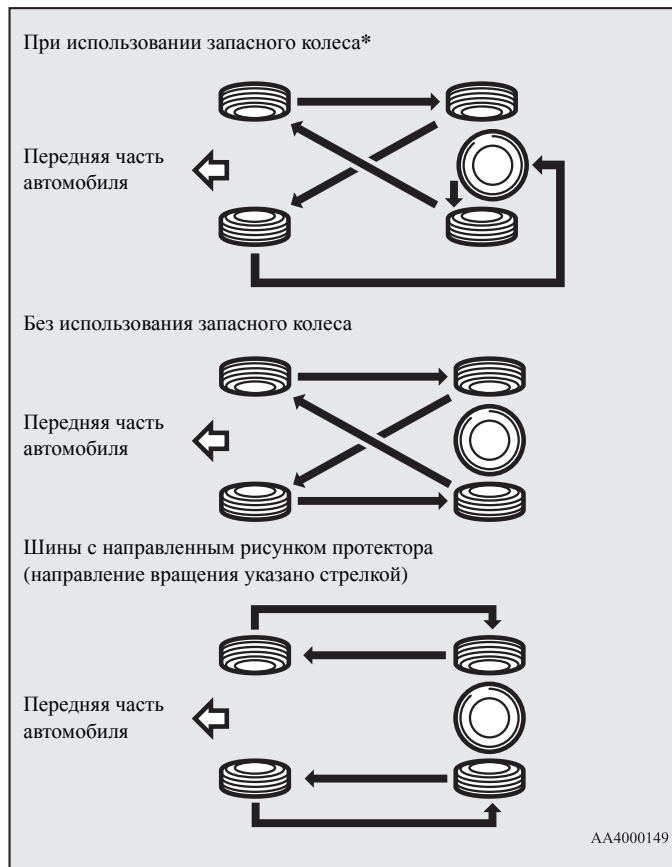 При использовании запасного колеса*
Передняя часть
автомобиля
Без использования запасного колеса
Передняя часть
автомобиля
Шины с направленным рисунком протектора
(направление вращения указано стрелкой)
Передняя часть
автомобиля
AA4000149